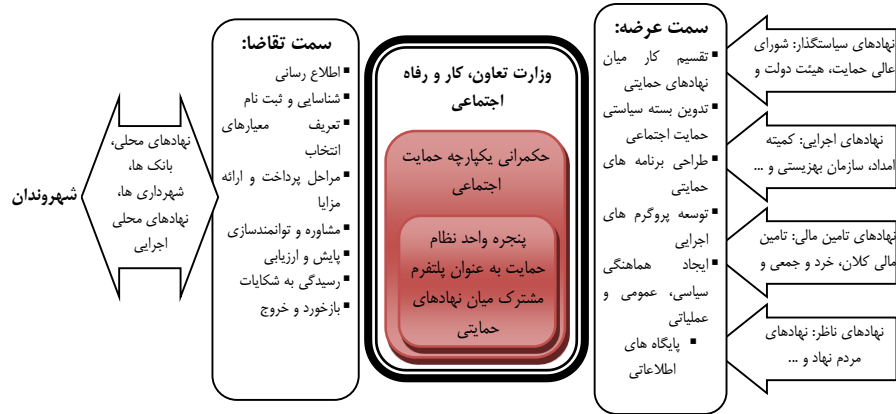 نهادهای سیاستگذار: شورای
عالی حمایت، هیئت دولت و
نهادهای اجرایی: کمیته
امداد، سازمان بهزیستی و ...
نهادهای تامین مالی: تامین
مالی کلان، خرد و جمعی و
نهادهای ناظر: نهادهای
مردم نهاد و ...
سمت عرضه:
▪ تقسیم کار میان
نهادهای حمایتی
▪ تدوین بسته سیاستی
حمایت اجتماعی
▪ طراحی برنامه های
حمایتی
▪ توسعه پروگرم های
اجرایی
▪ ایجاد هماهنگی
سیاسی، عمومی و
عملیاتی
▪ پایگاه های
اطلاعاتی
وزارت تعاون، کار و رفاه
اجتماعی
حکمرانی یکپارچه حمایت
اجتماعی
پنجره واحد نظام
حمایت به عنوان پلتفرم
مشترک میان نهادهای
حمایتی
سمت تقاضا:
▪ اطلاع رسانی
▪ شناسایی و ثبت نام
▪ تعریف معیارهای
انتخاب
▪ مراحل پرداخت و ارائه
مزایا
▪ مشاوره و توانمندسازی
▪ پایش و ارزیابی
▪ رسیدگی به شکایات
▪ بازخورد و خروج
نهادهای محلی،
بانک ها،
شهرداری ها،
نهادهای محلی
اجرایی
شهروندان